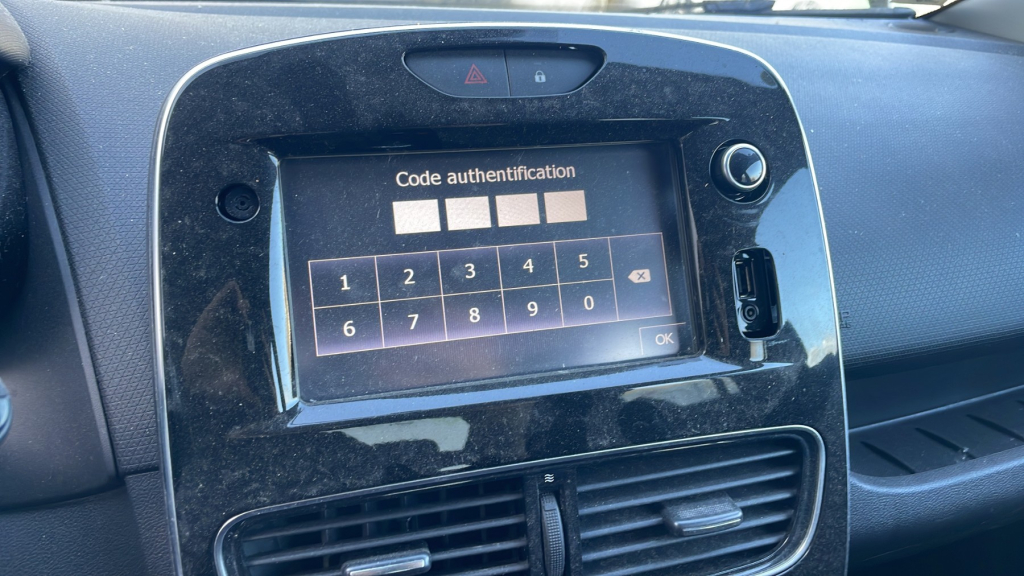 Code authentification
1 2 3 4 5
6 7 8 9 0
OK